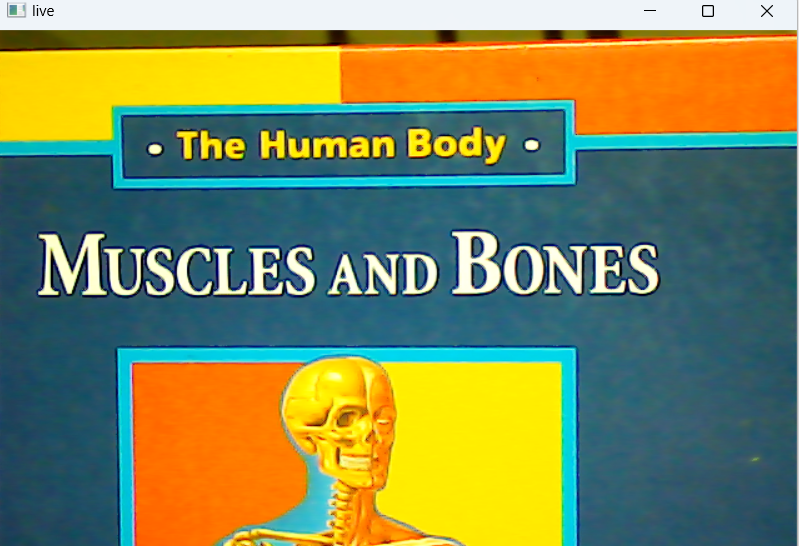 live
• The Human Body •
MUSCLES AND BONES